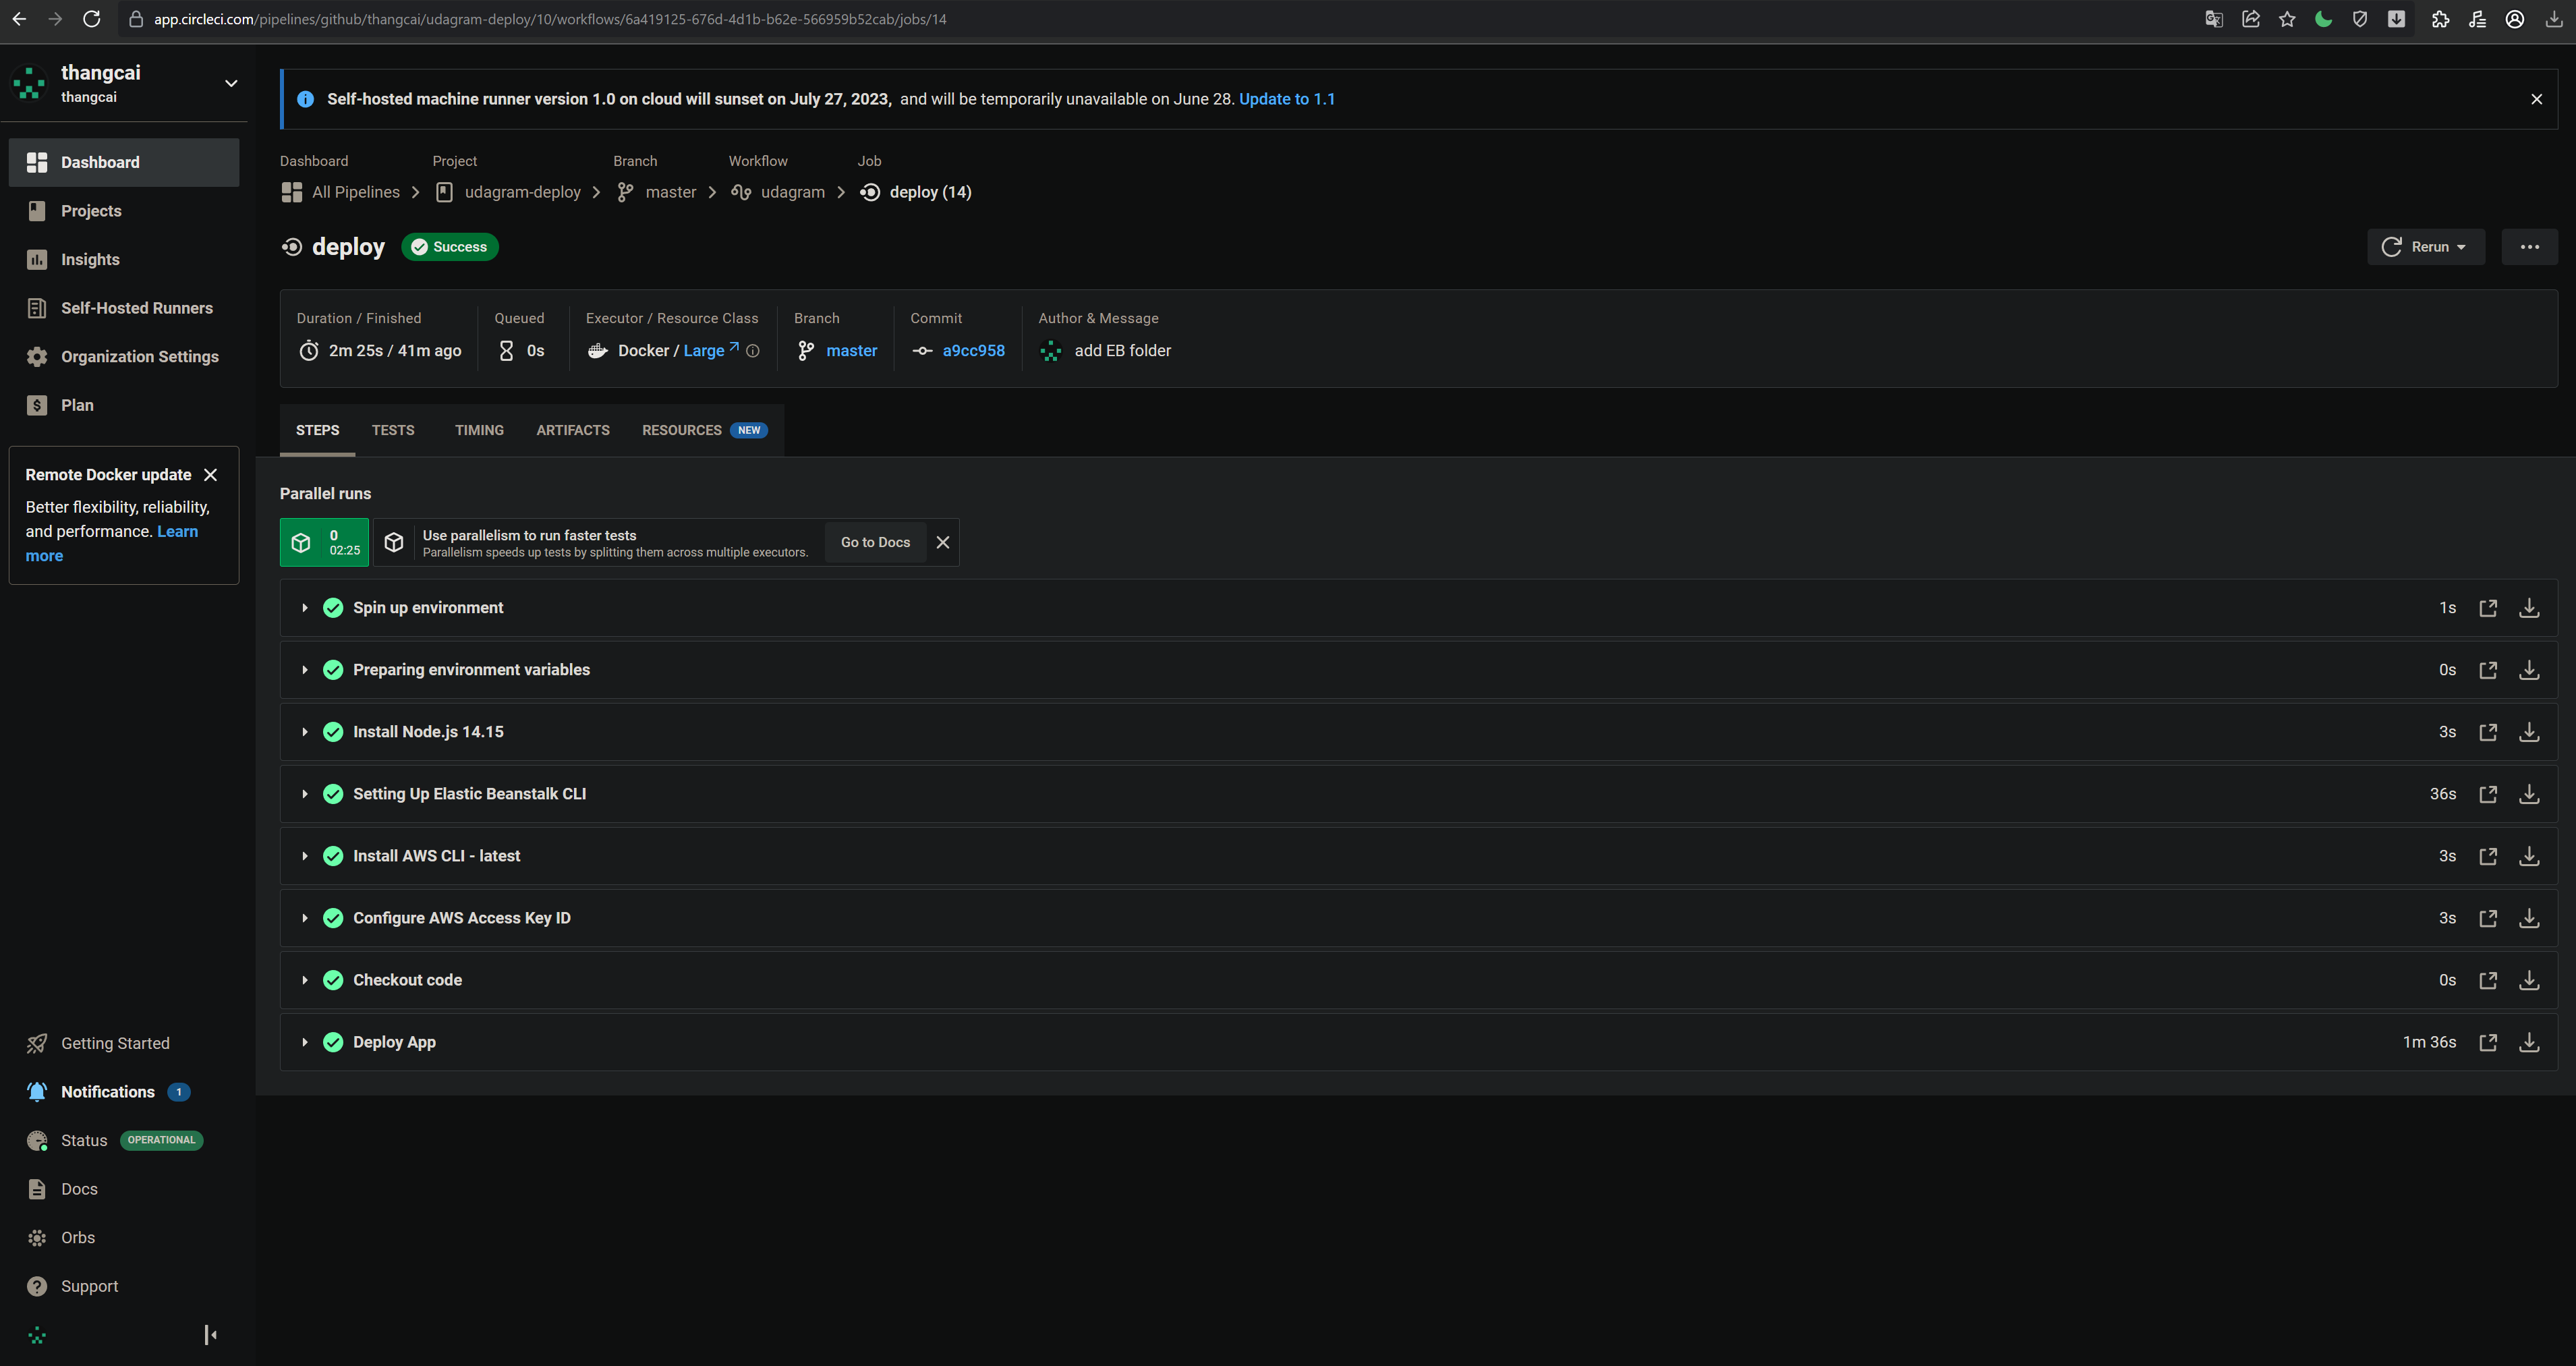 app.circleci.com/pipelines/github/thangcai/udagram-deploy/10/workflows/6a419125-676d-4d1b-b62e-566959b52cab/jobs/14
thangcai
thangcai
Dashboard
Projects
Insights
Self-Hosted Runners
Organization Settings
Plan
Remote Docker update
Better flexibility, reliability,
and performance. Learn
more
Getting Started
Notifications 1
Status OPERATIONAL
Docs
Orbs
Support
Self-hosted machine runner version 1.0 on cloud will sunset on July 27, 2023, and will be temporarily unavailable on June 28. Update to 1.1
Dashboard Project Branch Workflow Job
All Pipelines udagram-deploy master udagram deploy (14)
deploy Success
Rerun
Duration / Finished Queued Executor / Resource Class Branch Commit Author & Message
2m 25s / 41m ago 0s Docker / Large master a9cc958 add EB folder
STEPS TESTS TIMING ARTIFACTS RESOURCES NEW
Parallel runs
0
02:25
Use parallelism to run faster tests
Parallelism speeds up tests by splitting them across multiple executors.
Go to Docs
Spin up environment 1s
Preparing environment variables 0s
Install Node.js 14.15 3s
Setting Up Elastic Beanstalk CLI 36s
Install AWS CLI - latest 3s
Configure AWS Access Key ID 3s
Checkout code 0s
Deploy App 1m 36s